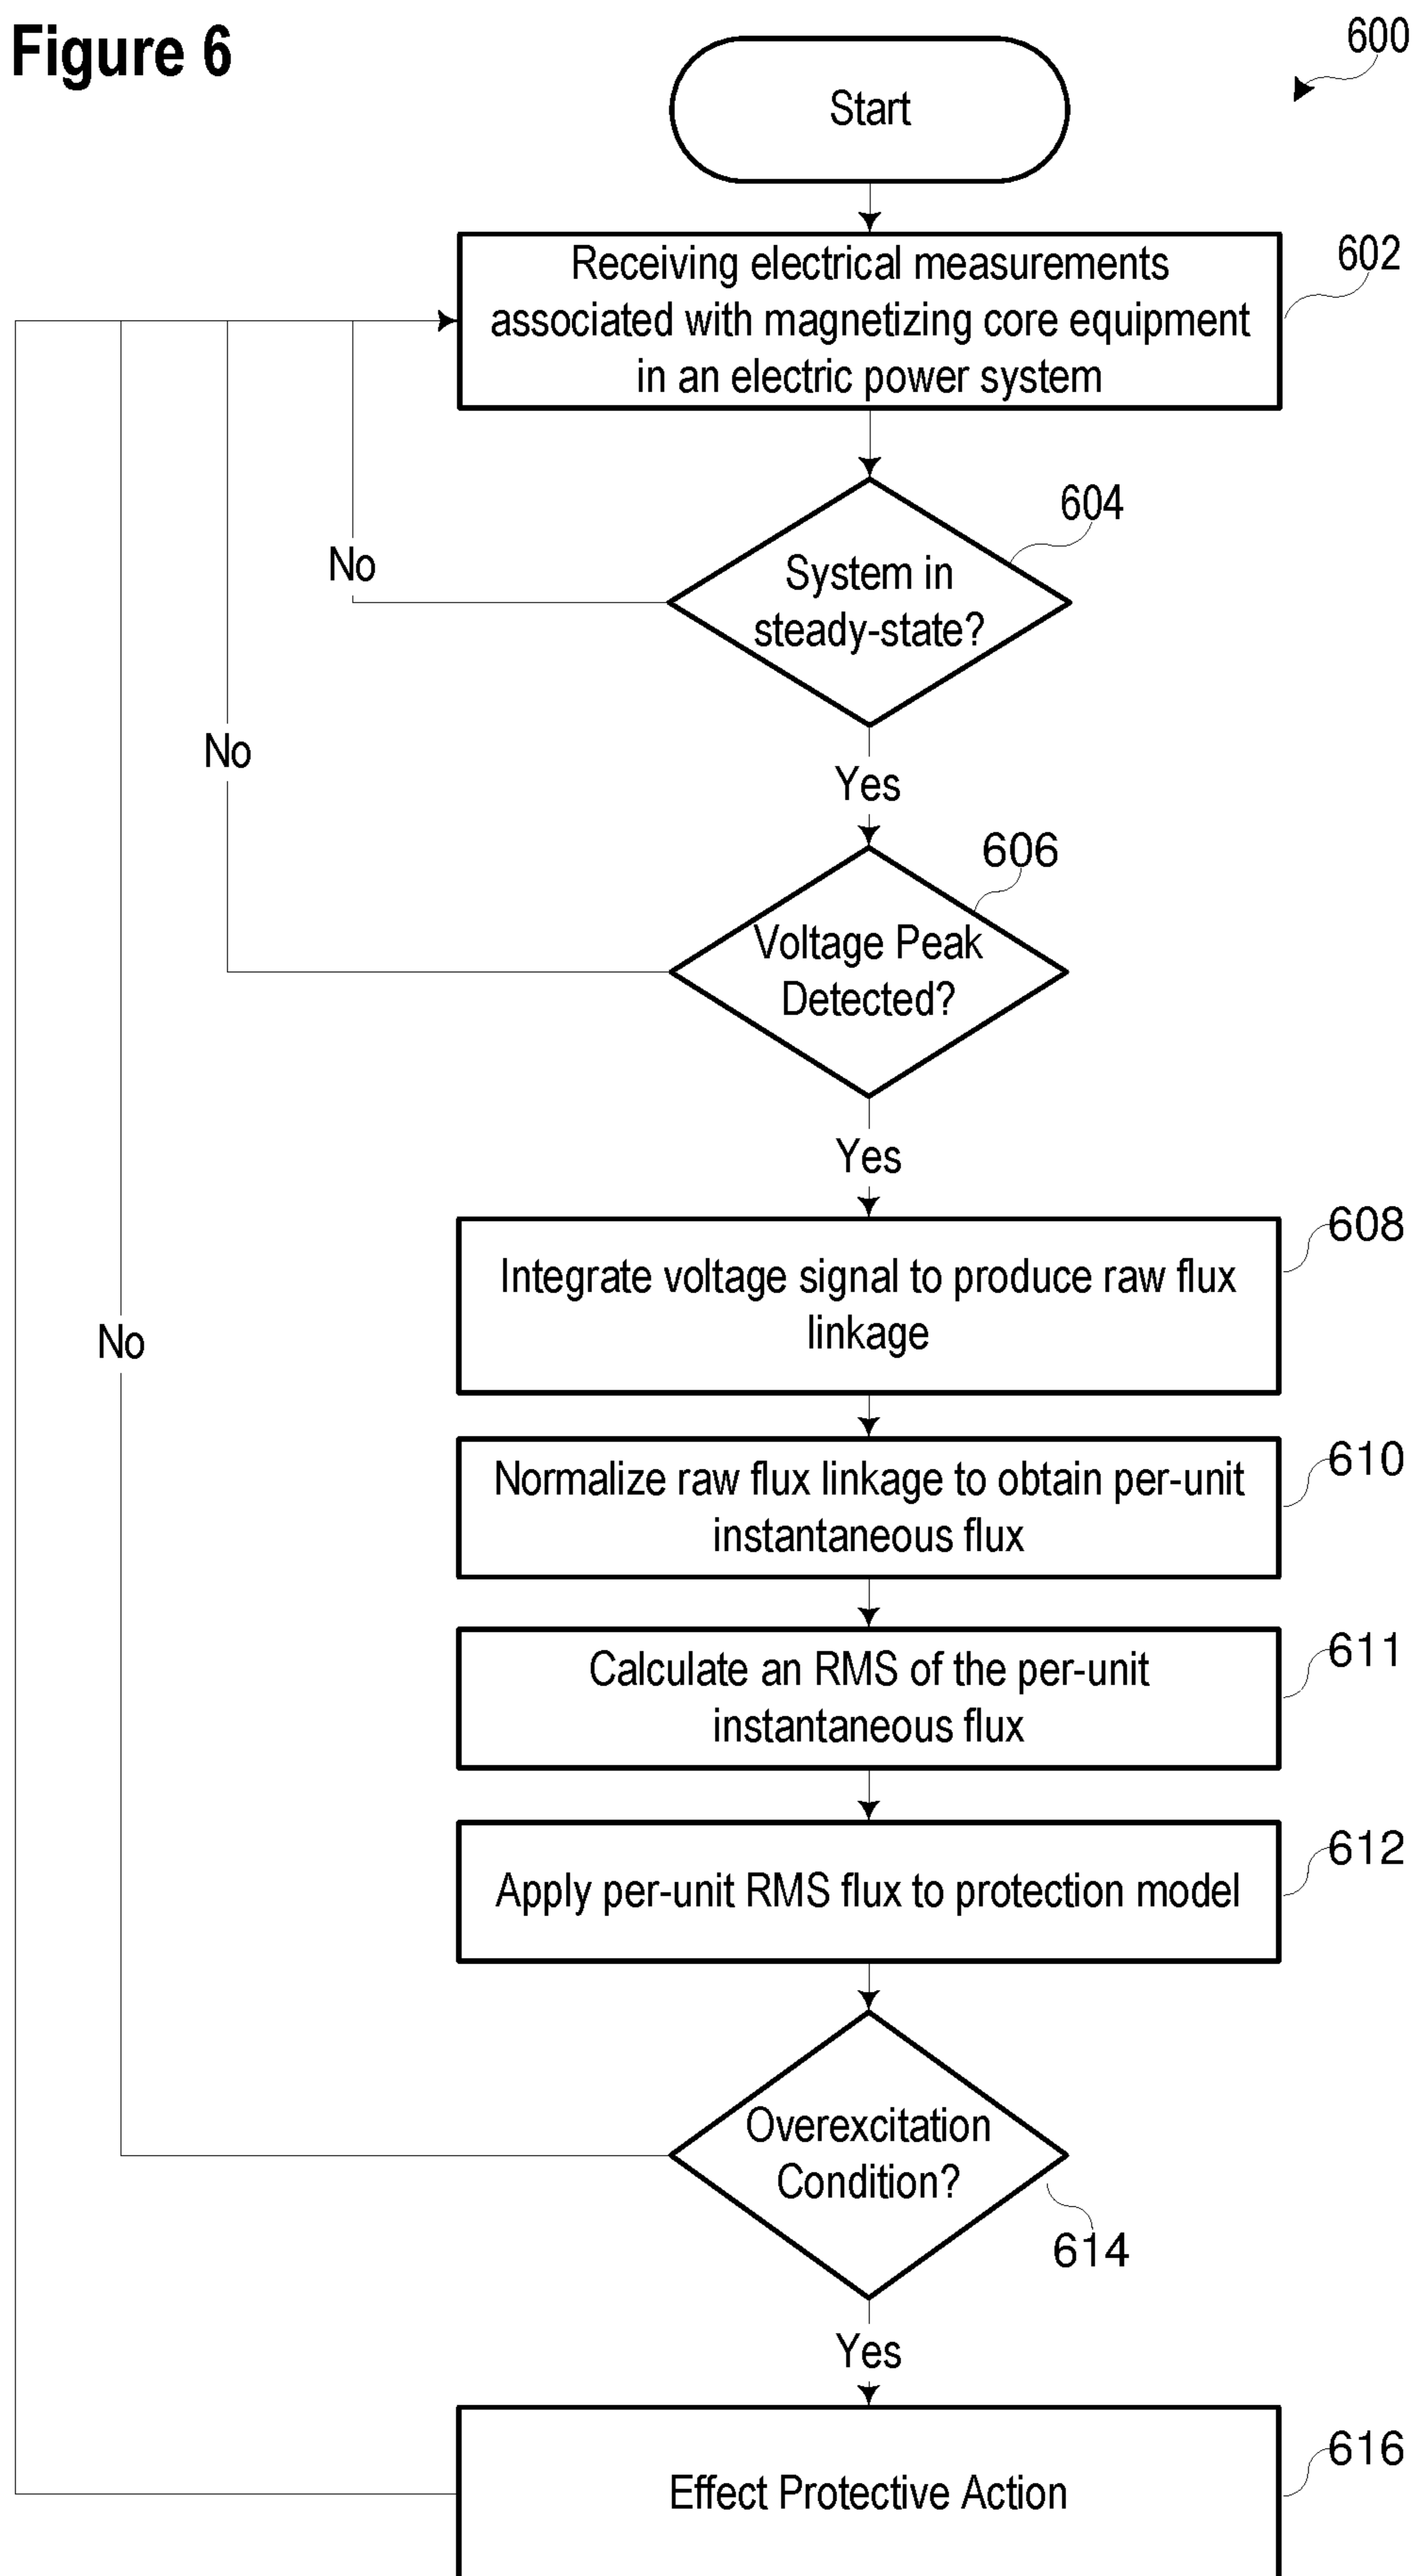 Figure 6
600
Start
Receiving electrical measurements
associated with magnetizing core equipment
in an electric power system
602
System in
steady-state?
604
No
Yes
Voltage Peak
Detected?
606
No
Yes
Integrate voltage signal to produce raw flux
linkage
608
Normalize raw flux linkage to obtain per-unit
instantaneous flux
610
Calculate an RMS of the per-unit
instantaneous flux
611
Apply per-unit RMS flux to protection model
612
Overexcitation
Condition?
614
No
Yes
Effect Protective Action
616